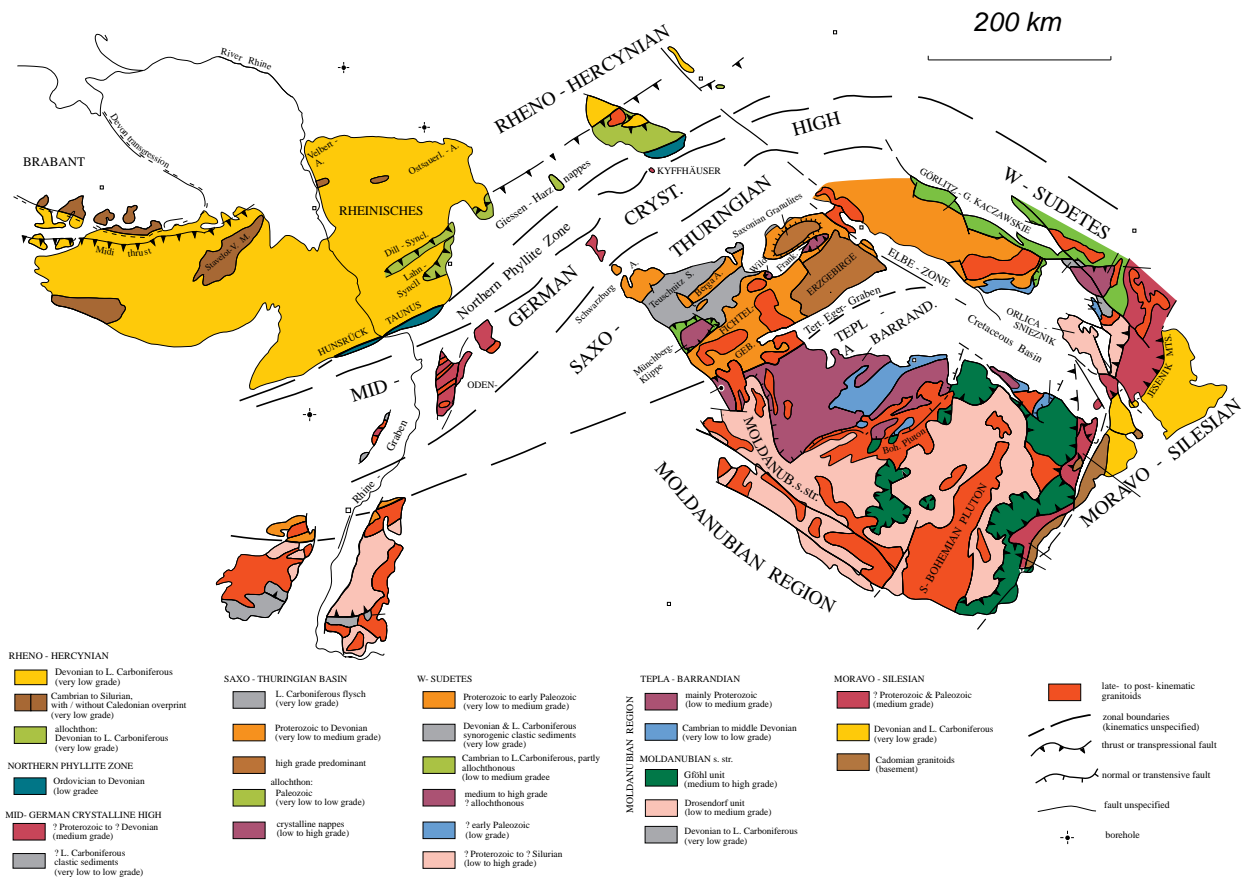 200 km
River Rhine
RHENO - HERCYNIAN
Devon transgression
BRABANT
Velbert - A.
Ostsauerl. - A.
HIGH
Giessen - Harz nappes
KYFFHÄUSER
GÖRLITZ - G. KACZAWSKIE
W- SUDETES
RHEINISCHES
CRYST.
THURINGIAN
Saxonian Granulites
Midi thrust
Stavelot-V. M.
Dill - Syncl.
Lahn - Syncll
Northern Phyllite Zone
Schwarzburg A.
Teuschnitz S.
Berga A.
Wild
Frank.
ERZGEBIRGE
ELBE - ZONE
TAUNUS
HUNSRÜCK
GERMAN
SAXO -
FICHTEL-
GEB.
Tert. Eger- Graben
TEPL - BARRAND.
A
ORLICA - SNIEZNIK
Cretaceous Basin
JESENIK MTS.
Münchberg-
Klippe
MID -
ODEN-
Graben
Rhine
MOLDANUB.s.str.
Boh. Pluton
S- BOHEMIAN PLUTON
MOLDANUBIAN REGION
MORAVO - SILESIAN
RHENO - HERCYNIAN
Devonian to L. Carboniferous
(very low grade)
Cambrian to Silurian,
with / without Caledonian overprint
(very low grade)
allochthon:
Devonian to L. Carboniferous
(very low grade)
NORTHERN PHYLLITE ZONE
Ordovician to Devonian
(low gradee
MID- GERMAN CRYSTALLINE HIGH
? Proterozoic to ? Devonian
(medium grade)
? L. Carboniferous
clastic sediments
(very low to low grade)
SAXO - THURINGIAN BASIN
L. Carboniferous flysch
(very low grade)
Proterozoic to Devonian
(very low to medium grade)
high grade predominant
allochthon:
Paleozoic
(very low to low grade)
crystalline nappes
(low to high grade)
W- SUDETES
Proterozoic to early Paleozoic
(very low to medium grade)
Devonian & L. Carboniferous
synorogenic clastic sediments
(very low grade)
Cambrian to L.Carboniferous, partly
allochthonous
(low to medium gradee
medium to high grade
? allochthonous
? early Paleozoic
(low grade)
? Proterozoic to ? Silurian
(low to high grade)
MOLDANUBIAN REGION
TEPLA - BARRANDIAN
mainly Proterozoic
(low to medium grade)
Cambrian to middle Devonian
(very low to low grade)
MOLDANUBIAN s. str.
Gföhl unit
(medium to high grade)
Drosendorf unit
(low to medium grade)
Devonian to L. Carboniferous
(very low grade)
MORAVO - SILESIAN
? Proterozoic & Paleozoic
(medium grade)
Devonian and L. Carboniferous
(very low grade)
Cadomian granitoids
(basement)
late- to post- kinematic
granitoids
zonal boundaries
(kinematics unspecified)
thrust or transpressional fault
normal or transtensive fault
fault unspecified
borehole